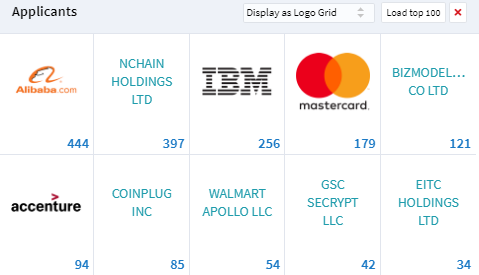 Applicants
Display as Logo Grid
Load top 100
×
Alibaba.com
NCHAIN
HOLDINGS
LTD
IBM
mastercard.
BIZMODEL...
CO LTD
444
397
256
179
121
accenture
COINPLUG
INC
WALMART
APOLLO LLC
GSC
SECRYPT
LLC
EITC
HOLDINGS
LTD
94
85
54
42
34